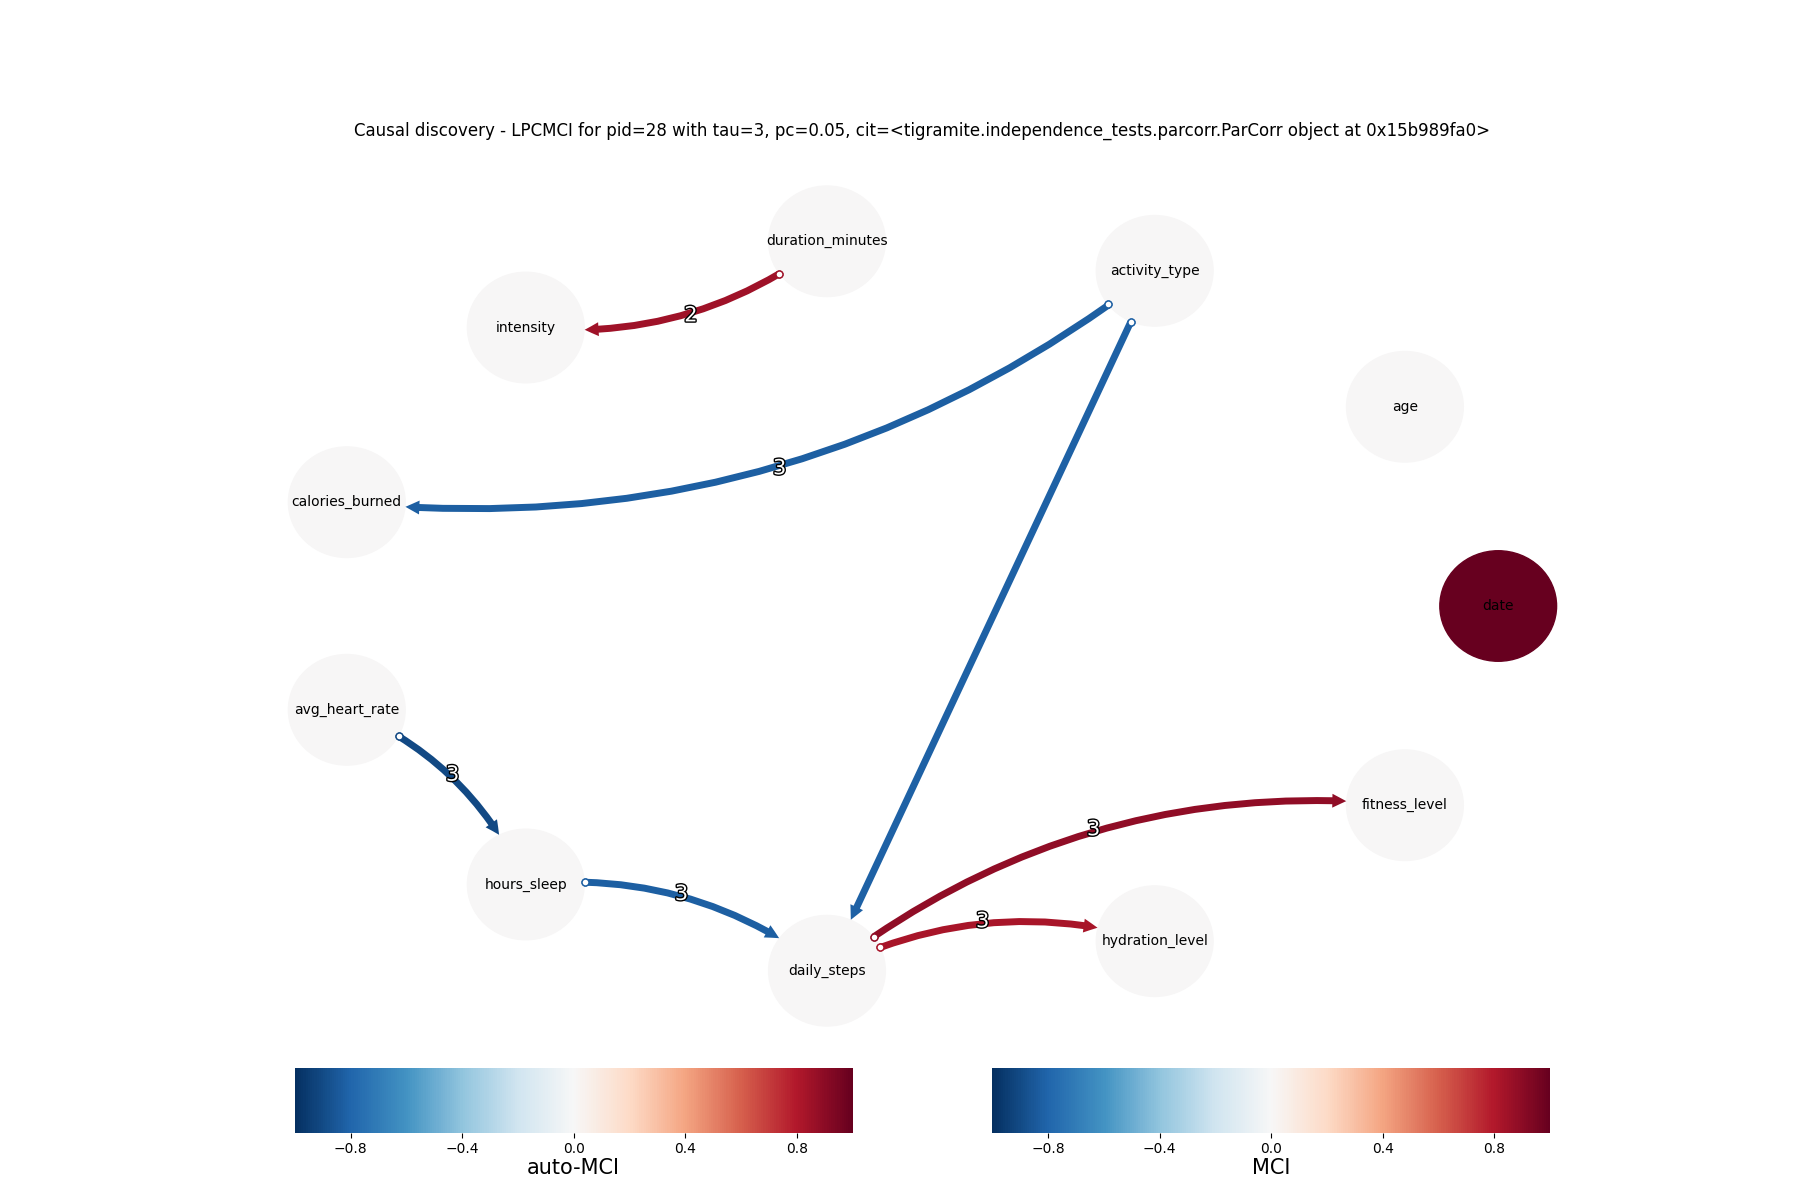 Causal discovery - LPCMCI for pid=28 with tau=3, pc=0.05, cit=<tigramite.independence_tests.parcorr.ParCorr object at 0x15b989fa0>
duration_minutes
activity_type
2
intensity
age
3
calories_burned
date
avg_heart_rate
3
fitness_level
3
hours_sleep
3
3
hydration_level
daily_steps
−0.8 −0.4 0.0 0.4 0.8
auto-MCI
−0.8 −0.4 0.0 0.4 0.8
MCI